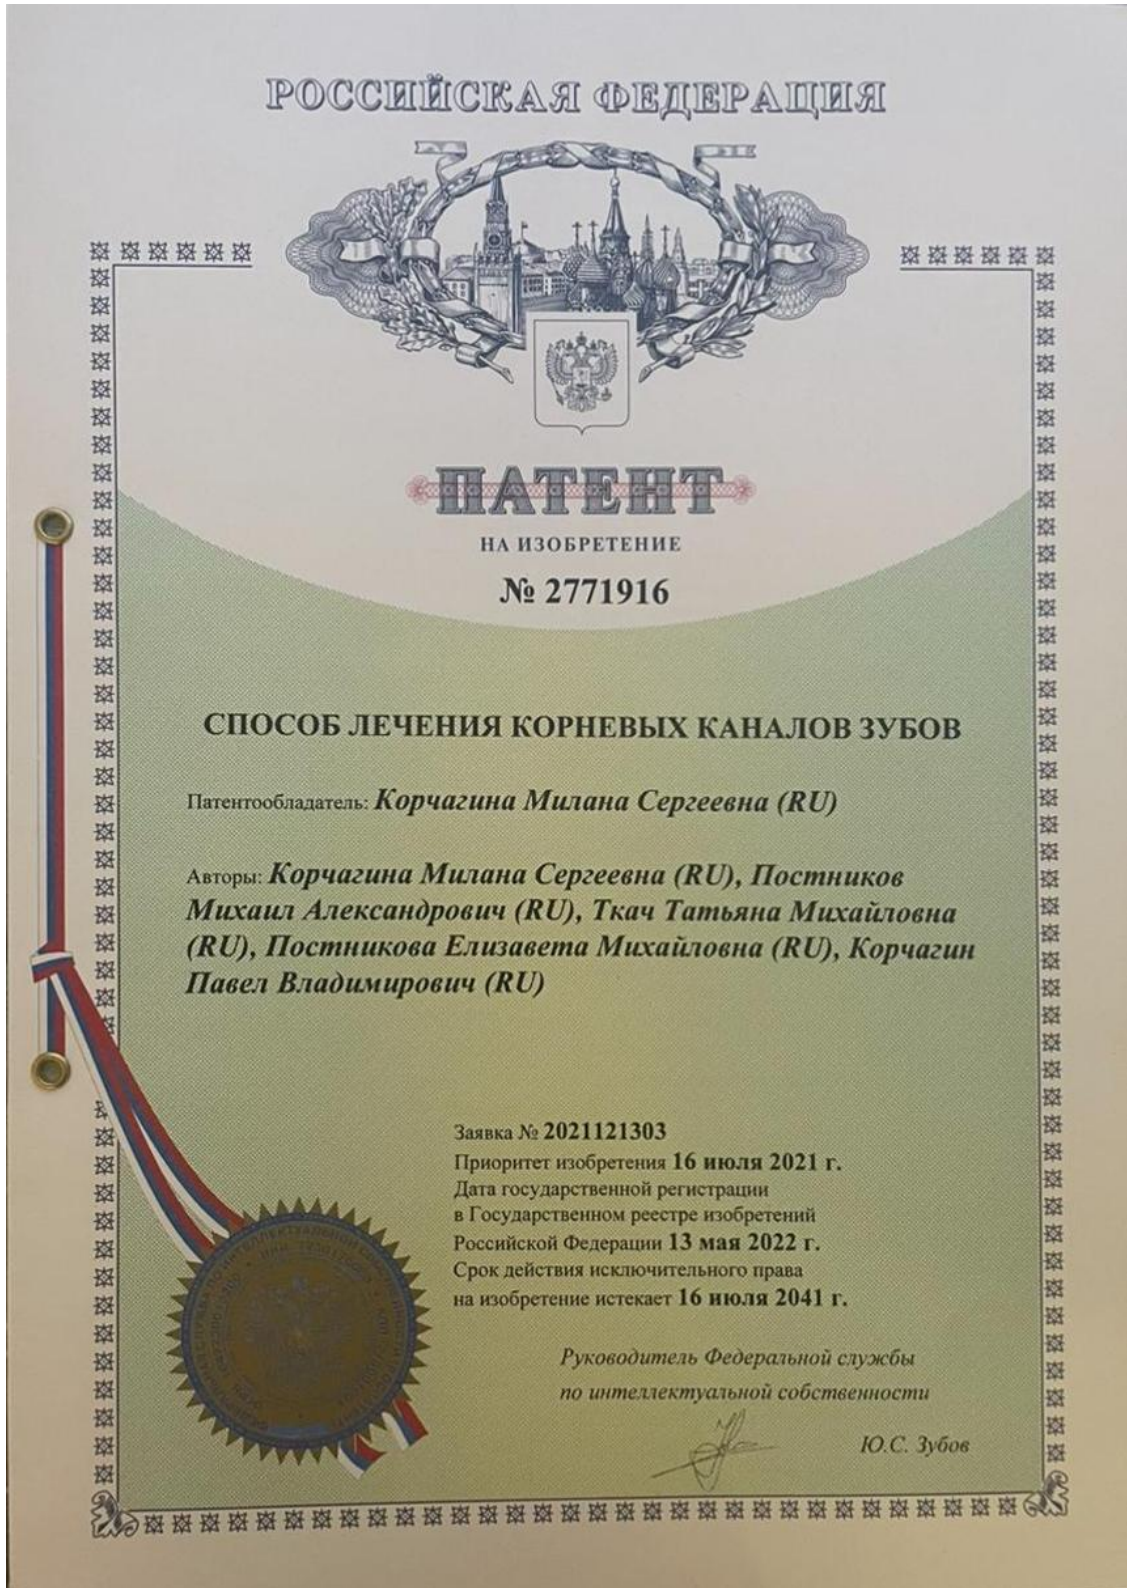 РОССИЙСКАЯ ФЕДЕРАЦИЯ
ПАТЕНТ
НА ИЗОБРЕТЕНИЕ
№ 2771916
СПОСОБ ЛЕЧЕНИЯ КОРНЕВЫХ КАНАЛОВ ЗУБОВ
Патентообладатель: Корчагина Милана Сергеевна (RU)
Авторы: Корчагина Милана Сергеевна (RU), Постников
Михаил Александрович (RU), Ткач Татьяна Михайловна
(RU), Постникова Елизавета Михайловна (RU), Корчагин
Павел Владимирович (RU)
Заявка № 2021121303
Приоритет изобретения 16 июля 2021 г.
Дата государственной регистрации
в Государственном реестре изобретений
Российской Федерации 13 мая 2022 г.
Срок действия исключительного права
на изобретение истекает 16 июля 2041 г.
Руководитель Федеральной службы
по интеллектуальной собственности
Ю.С. Зубов